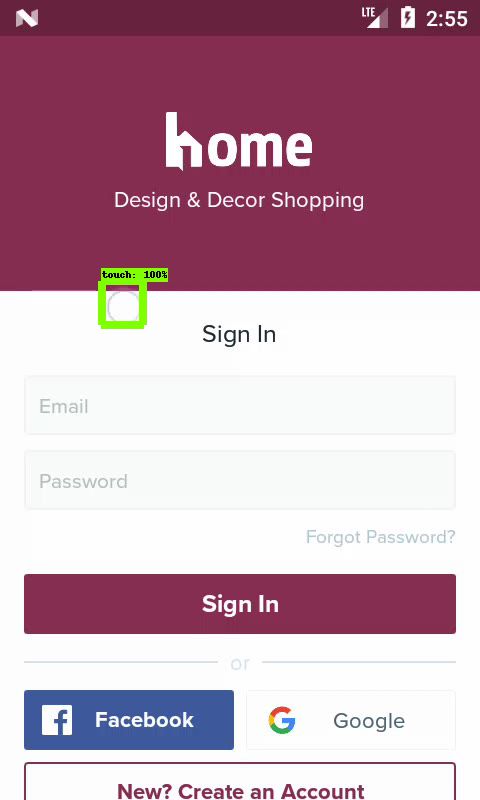 LTE 2:55
home
Design & Decor Shopping
touch: 100%
Sign In
Email
Password
Forgot Password?
Sign In
or
Facebook
Google
New? Create an Account